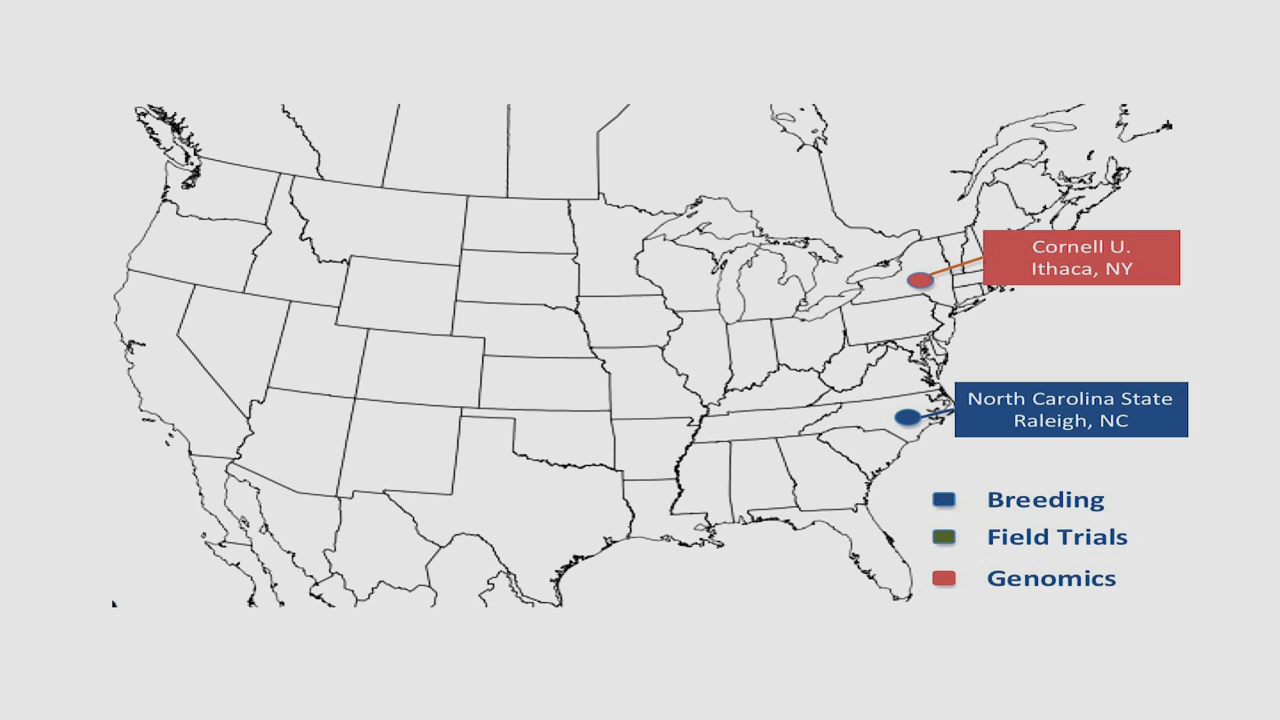 Cornell U.
Ithaca, NY
North Carolina State
Raleigh, NC
Breeding
Field Trials
Genomics